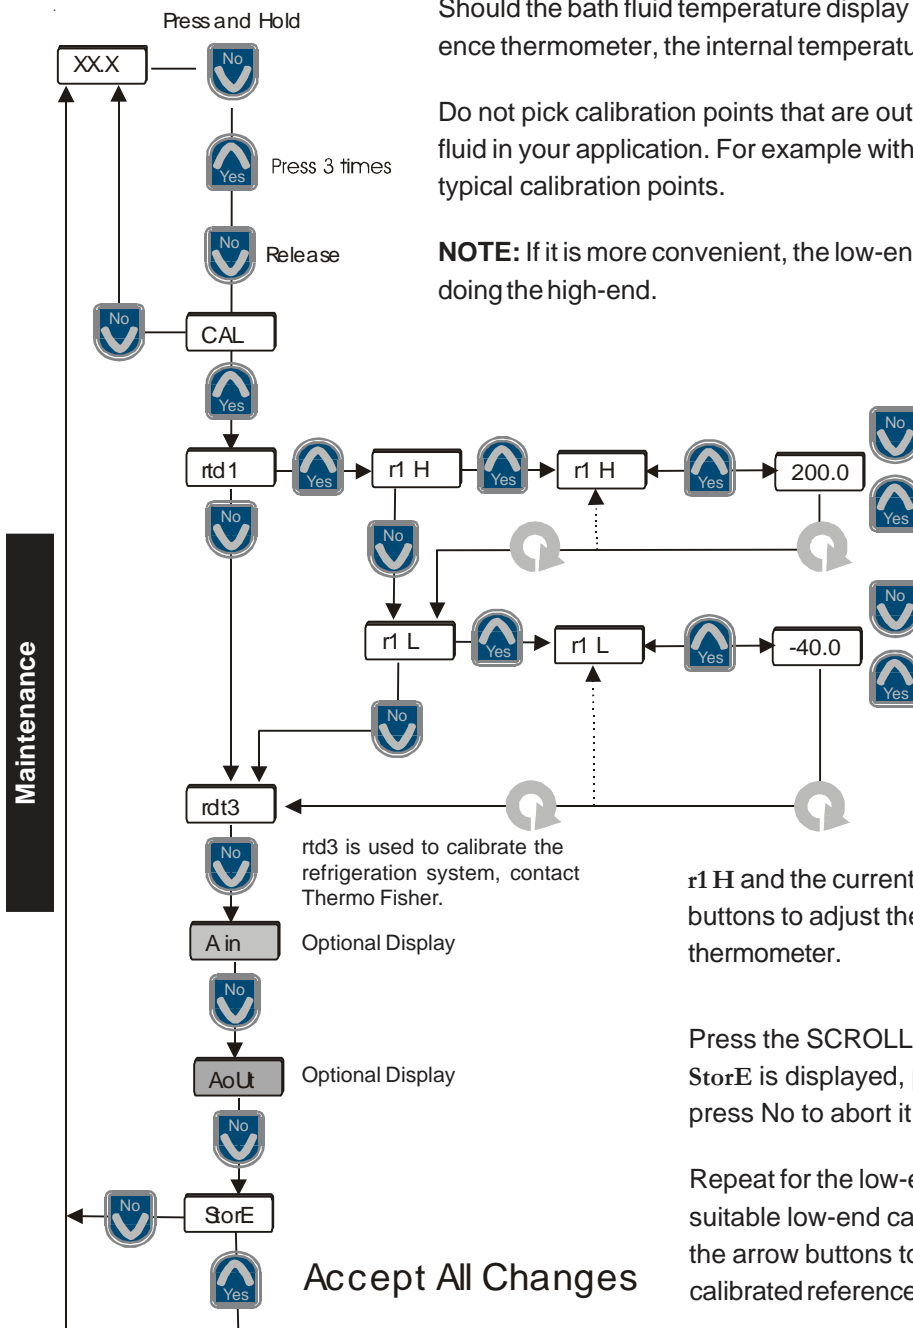 Press and Hold
Should the bath fluid temperature display
ence thermometer, the internal temperatu
XX.X
No
Do not pick calibration points that are out
fluid in your application. For example with
typical calibration points.
Yes
Press 3 times
NOTE: If it is more convenient, the low-en
doing the high-end.
No
Release
No
CAL
Yes
No
rtd1
Yes
r1 H
Yes
r1 H
Yes
200.0
Yes
No
No
No
r1 L
Yes
r1 L
Yes
-40.0
Yes
No
Maintenance
rdt3
No
rtd3 is used to calibrate the
refrigeration system, contact
Thermo Fisher.
r1 H and the current
buttons to adjust the
thermometer.
A in
Optional Display
No
Press the SCROLL
StorE is displayed,
press No to abort it
AoUt
Optional Display
No
Repeat for the low-e
suitable low-end ca
the arrow buttons to
calibrated reference
No
StorE
Yes
Accept All Changes